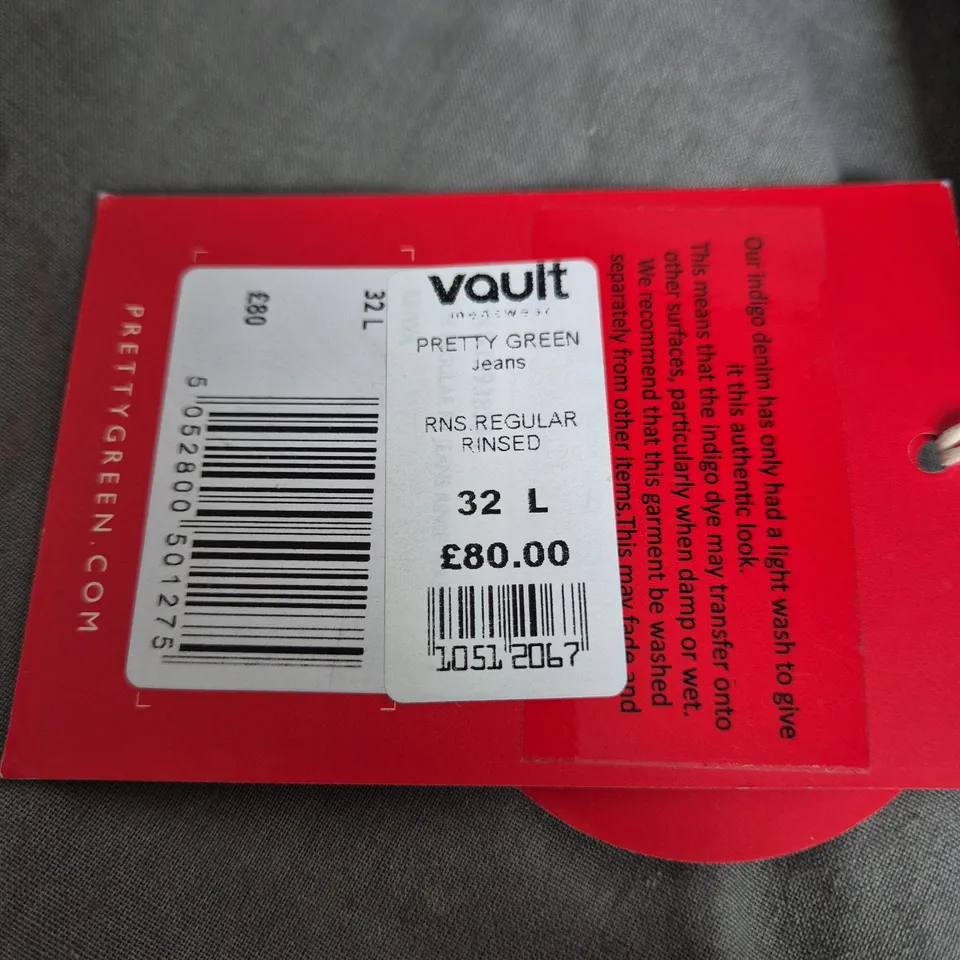 vault
menswear
PRETTY GREEN
Jeans
RNS.REGULAR
RINSED
32 L
£80.00
1051 2067
32 L
£80
5 052800 501275
PRETTYGREEN.COM
Our indigo denim has only had a light wash to give
it this authentic look.
This means that the indigo dye may transfer onto
other surfaces, particularly when damp or wet.
We recommend that this garment be washed
separately from other items.This may fade and